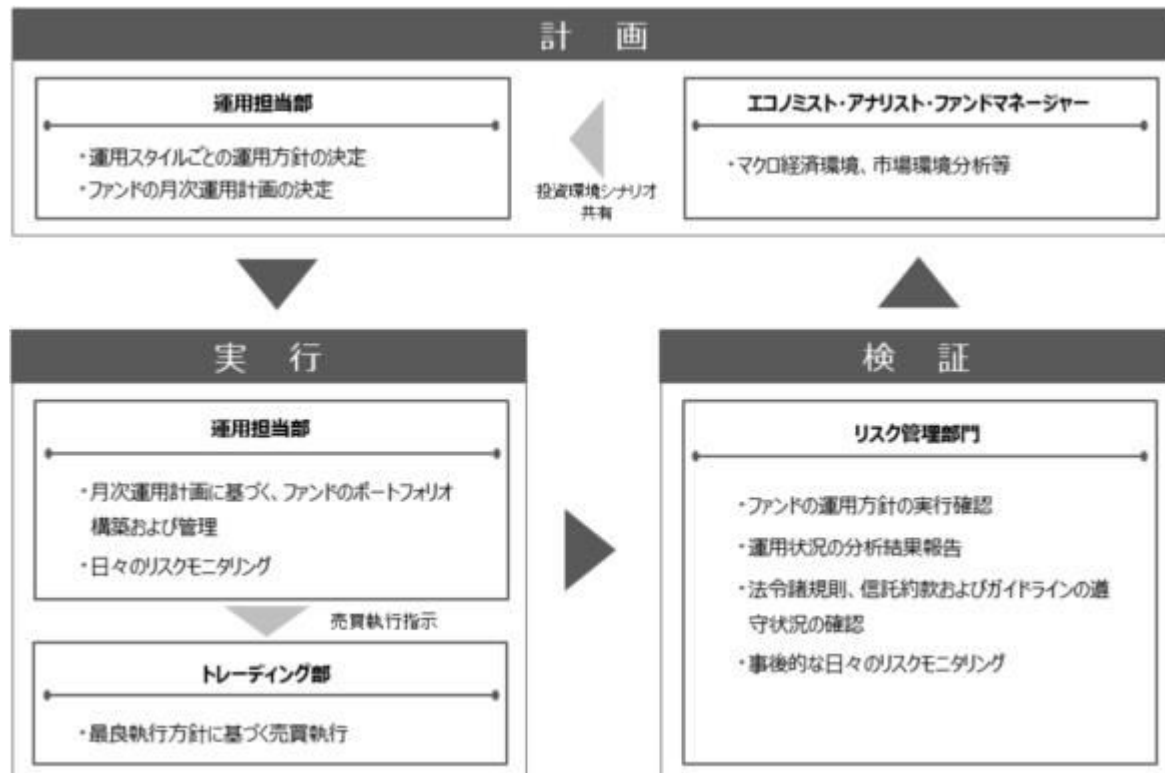 計　画
運用担当部
・運用スタイルごとの運用方針の決定
・ファンドの月次運用計画の決定
投資環境シナリオ
共有
エコノミスト・アナリスト・ファンドマネージャー
・マクロ経済環境、市場環境分析等
実　行
運用担当部
・月次運用計画に基づく、ファンドのポートフォリオ
構築および管理
・日々のリスクモニタリング
売買執行指示
トレーディング部
・最良執行方針に基づく売買執行
検　証
リスク管理部門
・ファンドの運用方針の実行確認
・運用状況の分析結果報告
・法令諸規則、信託約款およびガイドラインの遵
守状況の確認
・事後的な日々のリスクモニタリング